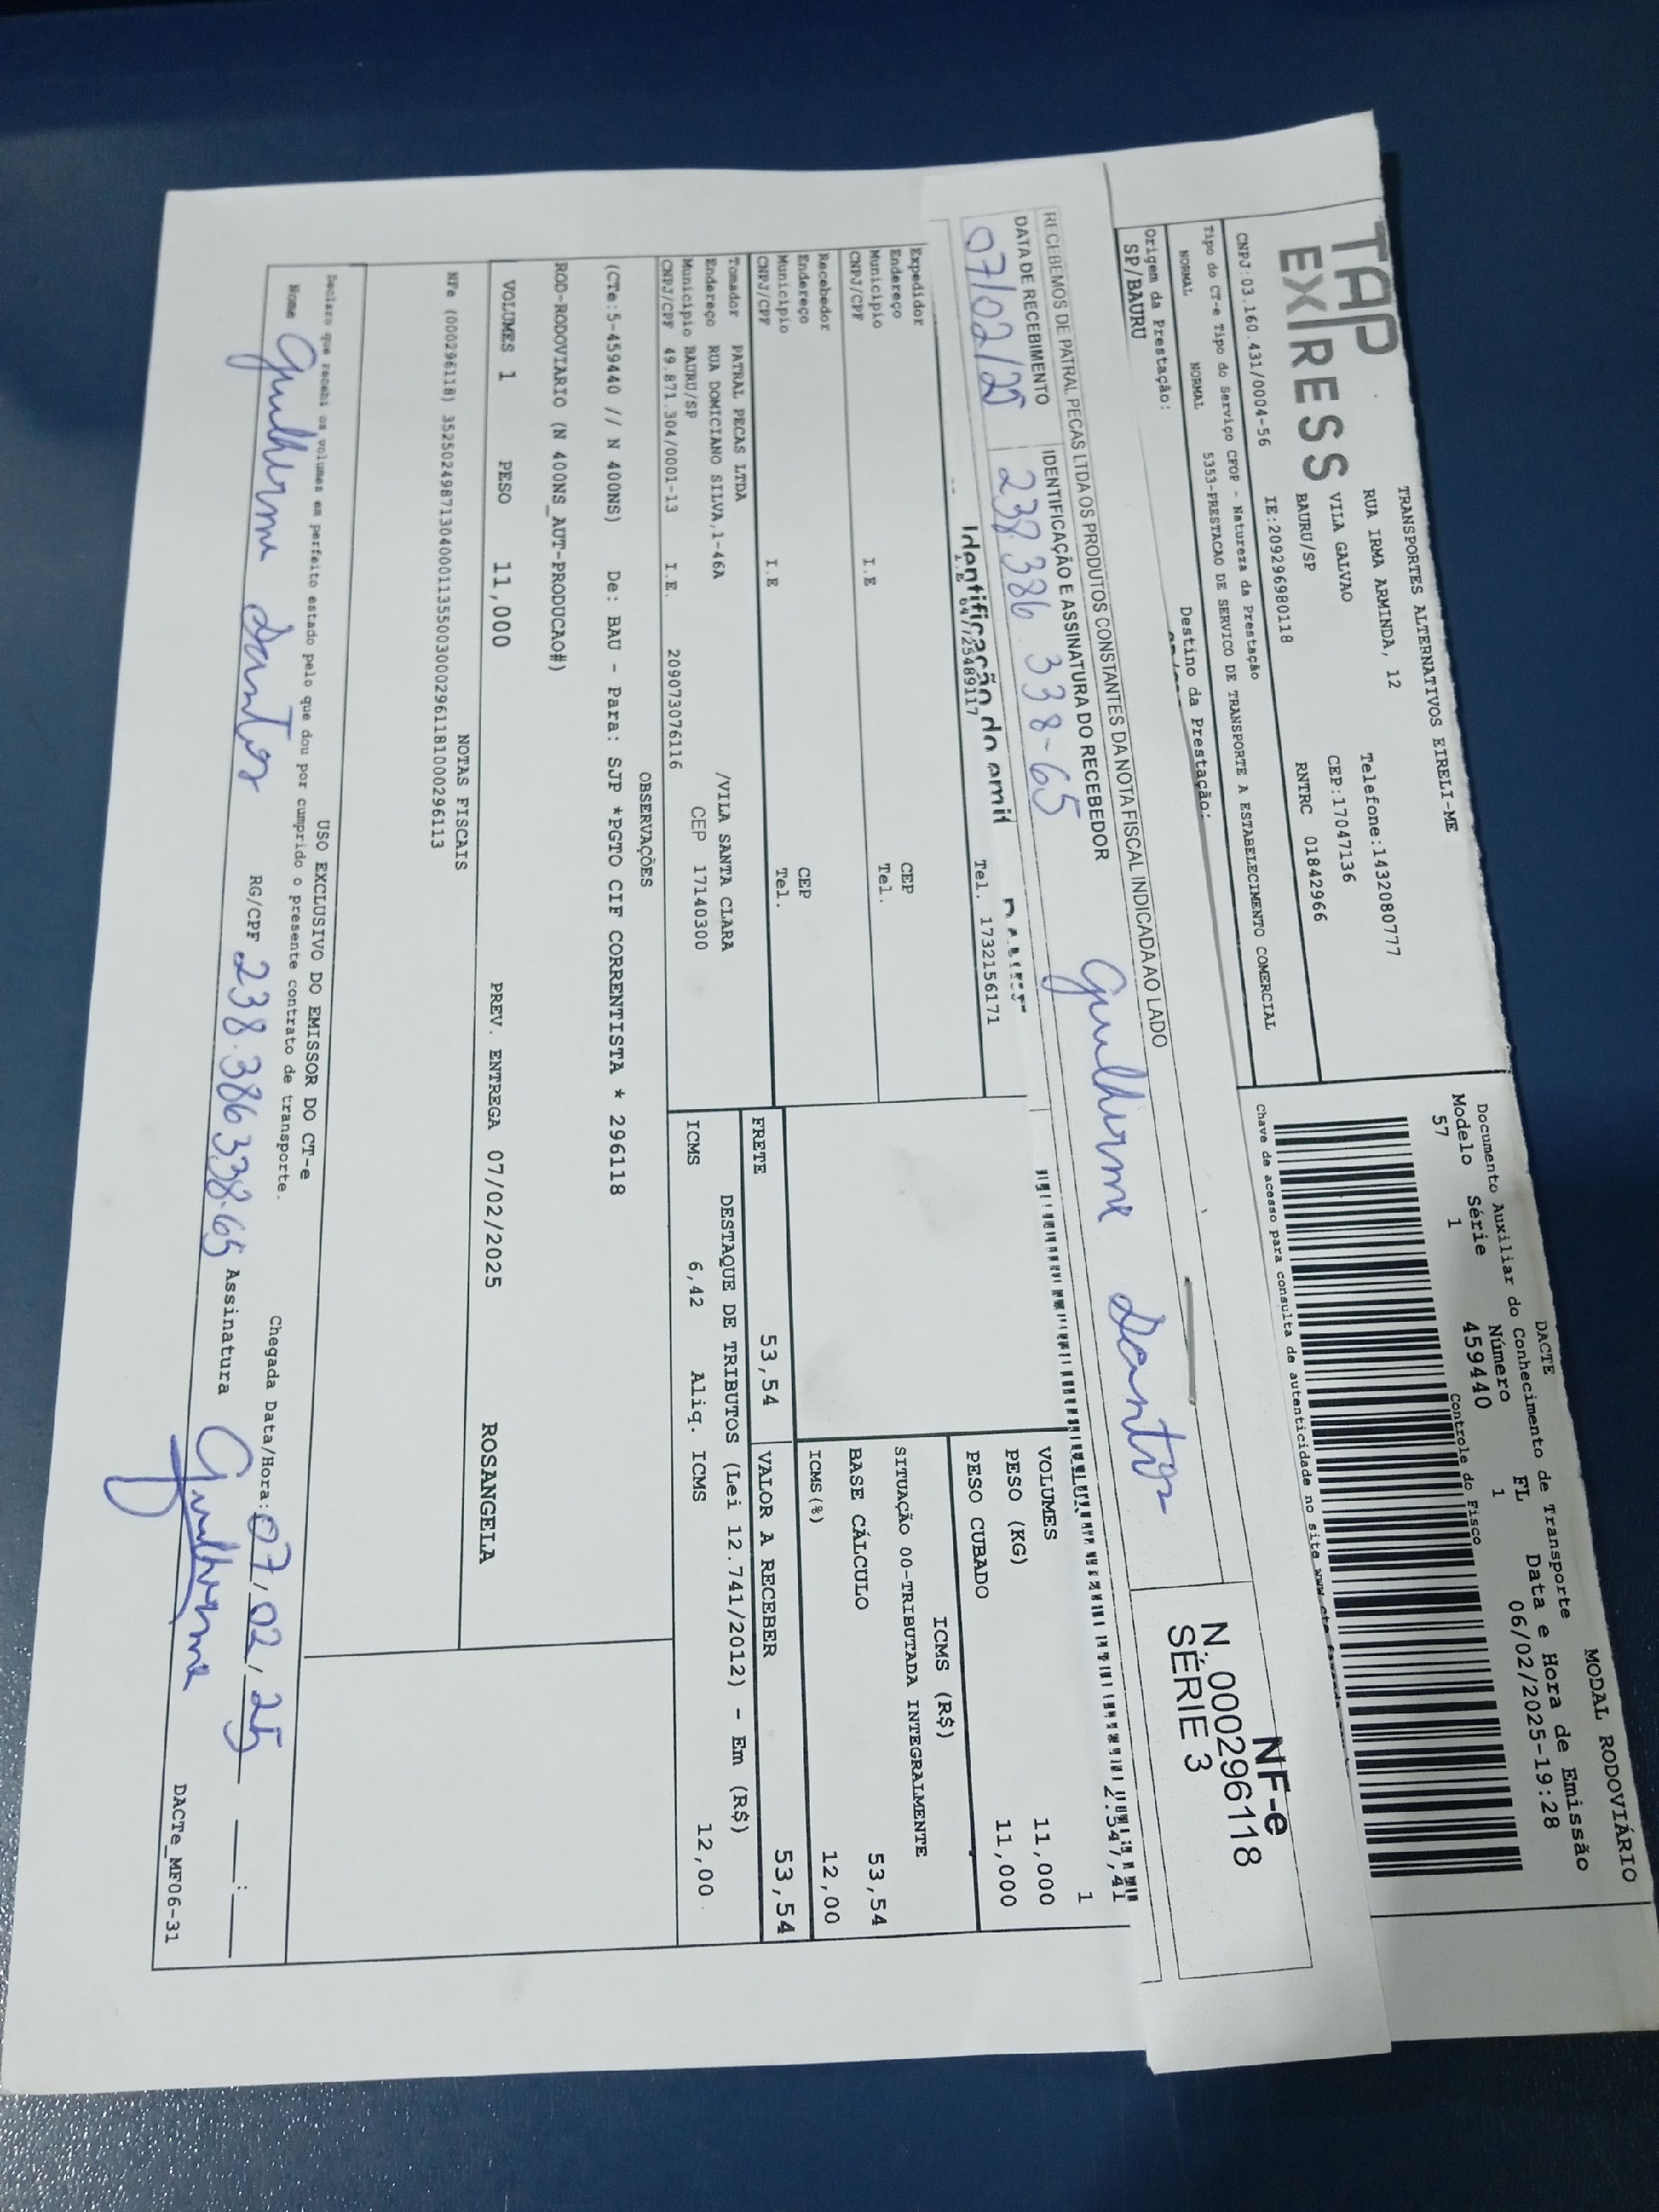 TAP
EXPRESS
TRANSPORTES ALTERNATIVOS EIRELI-ME
RUA IRMA ARMINDA, 12 Telefone:1432080777
VILA GALVAO CEP:17047136
BAURU/SP RNTRC 01842966
IE:209296980118
CNPJ:03.160.431/0004-56
MODAL RODOVIÁRIO
DACTE
Documento Auxiliar do Conhecimento de Transporte
Modelo Série Número FL Data e Hora de Emissão
57 1 459440 1 06/02/2025-19:28
Controle do Fisco
Chave de acesso para consulta de autenticidade no site
Tipo do CT-e Tipo do Serviço CFOP - Natureza da Prestação
NORMAL NORMAL 5353-PRESTACAO DE SERVICO DE TRANSPORTE A ESTABELECIMENTO COMERCIAL
Origem da Prestação: Destino da Prestação:
SP/BAURU
RECEBEMOS DE PATRAL PECAS LTDA OS PRODUTOS CONSTANTES DA NOTA FISCAL INDICADA AO LADO
DATA DE RECEBIMENTO IDENTIFICAÇÃO E ASSINATURA DO RECEBEDOR
07/02/25 238.386.338-65 Guilherme Santos
NF-e
N. 000296118
SÉRIE 3
Identificação do emit
Tel. 1732156171
2.547,41
Expedidor
Endereço CEP
Município Tel.
CNPJ/CPF I.E
Recebedor
Endereço CEP
Município Tel.
CNPJ/CPF I.E
VOLUMES 1
PESO (KG) 11,000
PESO CUBADO 11,000
ICMS (R$)
SITUAÇÃO 00-TRIBUTADA INTEGRALMENTE
BASE CÁLCULO 53,54
ICMS(%) 12,00
Tomador PATRAL PECAS LTDA
Endereço RUA DOMICIANO SILVA,1-46A /VILA SANTA CLARA
Município BAURU/SP CEP 17140300
CNPJ/CPF 49.871.304/0001-13 I.E. 209073076116
FRETE 53,54 VALOR A RECEBER 53,54
DESTAQUE DE TRIBUTOS (Lei 12.741/2012) - Em (R$)
ICMS 6,42 Aliq. ICMS 12,00
OBSERVAÇÕES
(CTe:5-459440 // N 400NS) De: BAU - Para: SJP *PGTO CIF CORRENTISTA * 296118
ROD-RODOVIARIO (N 400NS_AUT-PRODUCAO#)
VOLUMES 1 PESO 11,000 PREV. ENTREGA 07/02/2025 ROSANGELA
NOTAS FISCAIS
NFe (000296118) 35250249871304000113550030002961181000296113
USO EXCLUSIVO DO EMISSOR DO CT-e
Declaro que recebi os volumes em perfeito estado pelo que dou por cumprido o presente contrato de transporte.
Chegada Data/Hora: 07/02/25 __:__
Nome Guilherme Santos RG/CPF 238.386338.65 Assinatura Guilherme
DACTe_MF06-31